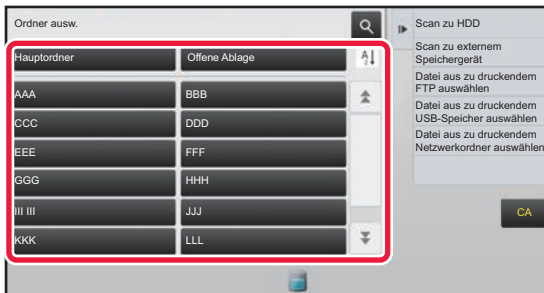 Ordner ausw.
Hauptordner
Offene Ablage
A
Z
AAA
BBB
CCC
DDD
EEE
FFF
GGG
HHH
III III
JJJ
KKK
LLL
Scan zu HDD
Scan zu externem
Speichergerät
Datei aus zu druckendem
FTP auswählen
Datei aus zu druckendem
USB-Speicher auswählen
Datei aus zu druckendem
Netzwerkordner auswählen
CA